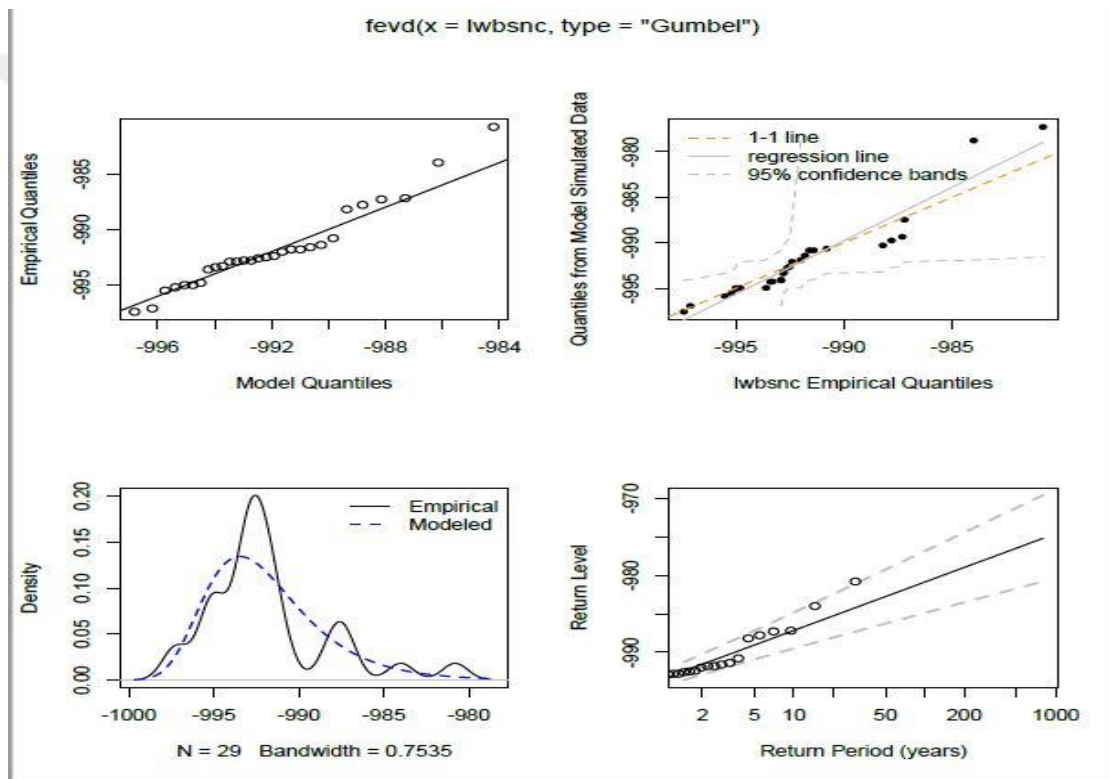 fevd(x = lwbsnc, type = "Gumbel")
Empirical Quantiles
-985
-990
-995
-996
-992
-988
-984
Model Quantiles
Quantiles from Model Simulated Data
-980
-985
-990
-995
1-1 line
regression line
95% confidence bands
-995
-990
-985
lwbsnc Empirical Quantiles
Density
0.20
0.15
0.10
0.05
0.00
Empirical
Modeled
-1000
-995
-990
-985
-980
N = 29 Bandwidth = 0.7535
Return Level
-970
-980
-990
2
5
10
50
200
1000
Return Period (years)